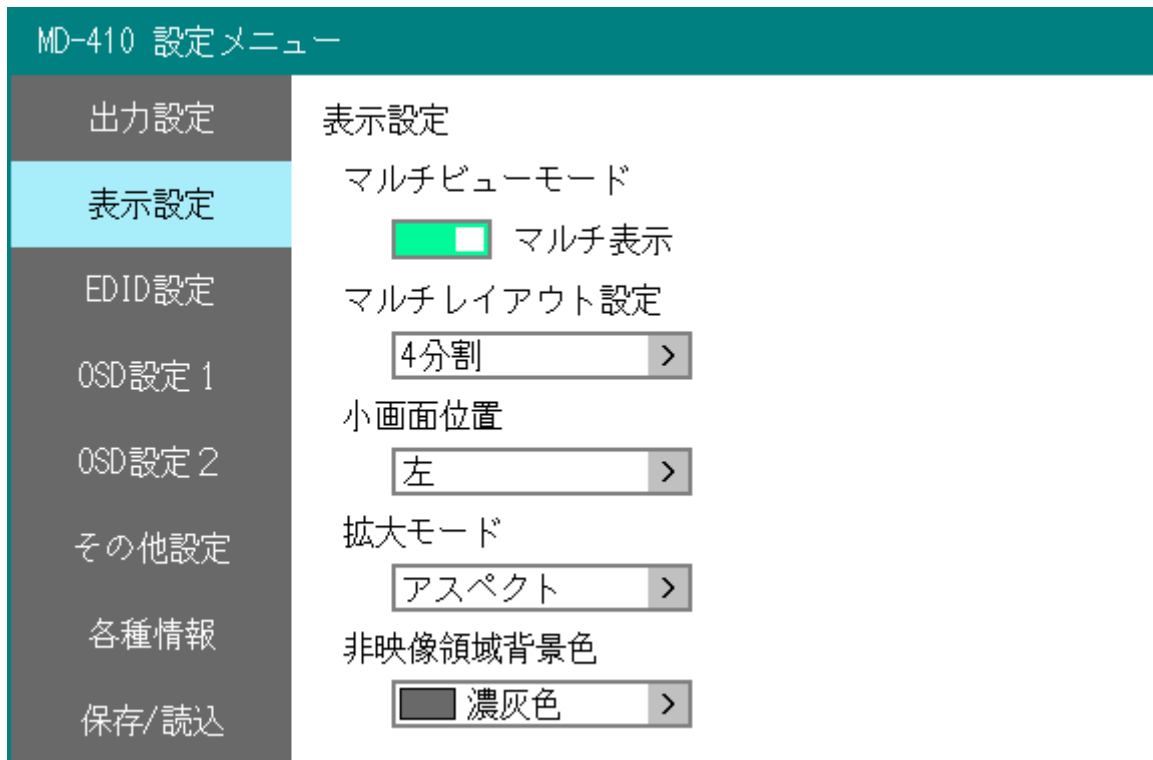 MD-410 設定メニュー
出力設定
表示設定
EDID設定
OSD設定１
OSD設定２
その他設定
各種情報
保存/読込
表示設定
マルチビューモード
マルチ表示
マルチレイアウト設定
4分割
>
小画面位置
左
>
拡大モード
アスペクト
>
非映像領域背景色
濃灰色
>